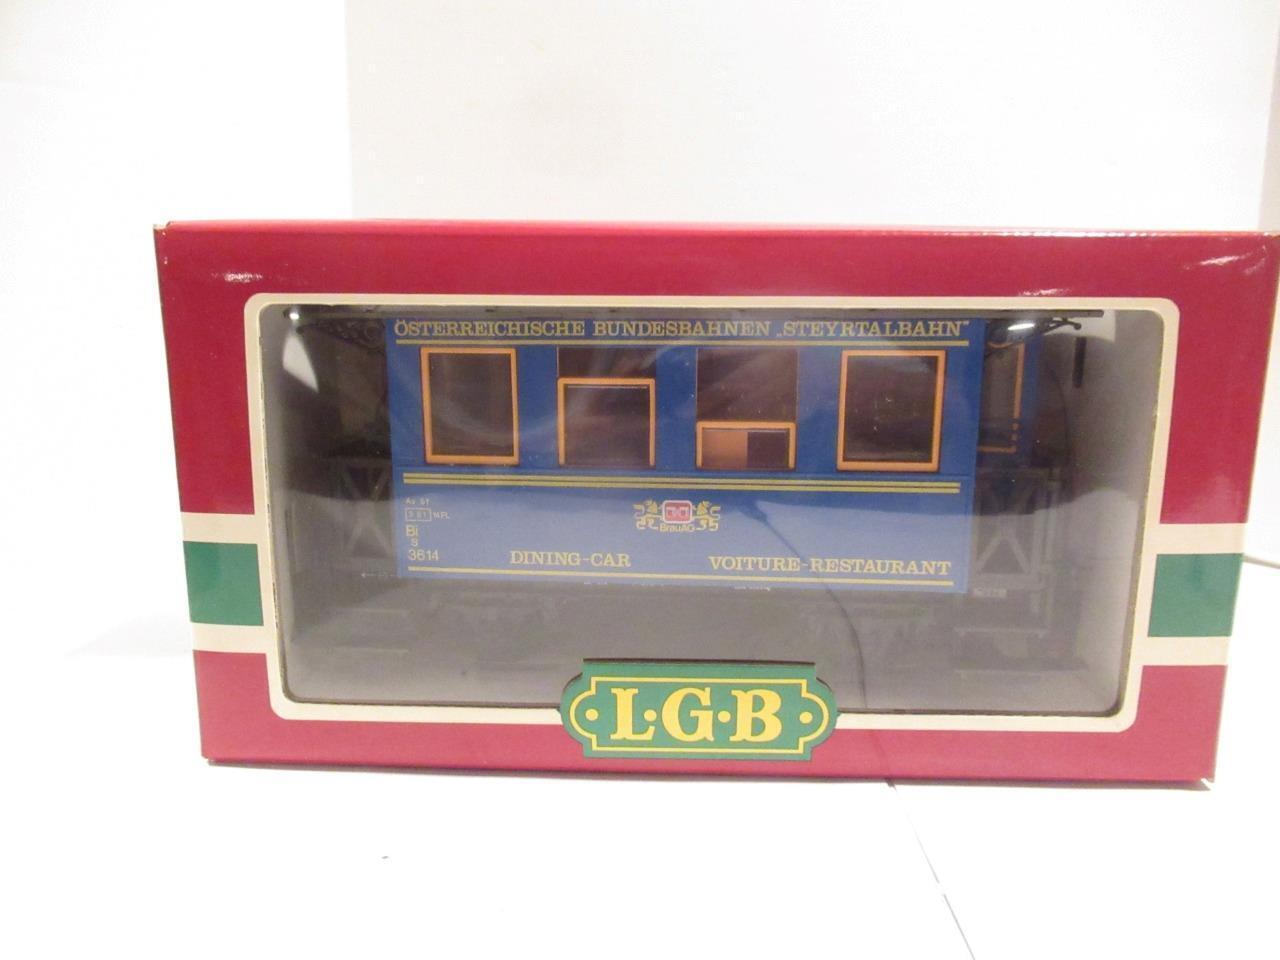 ÖSTERREICHISCHE BUNDESBAHNEN „STEYRTALBAHN"
BrauAG
Bi
S
3614
DINING-CAR VOITURE-RESTAURANT
L·G·B